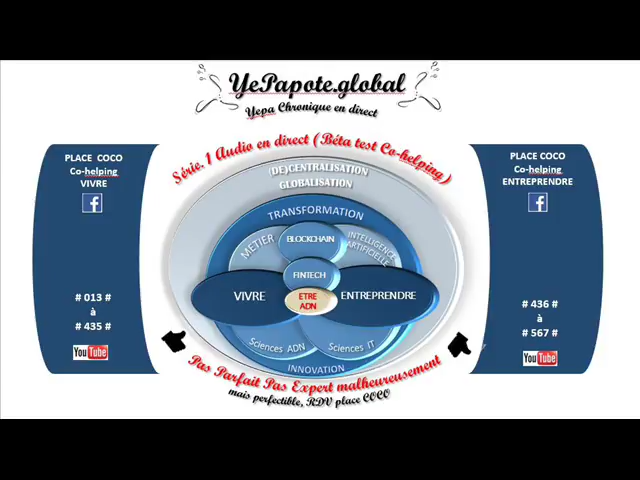 YePapote.global
Yepa Chronique en direct
Série.1 Audio en direct (Béta test Co-helping)
PLACE COCO
Co-helping
VIVRE
# 013 #
à
# 435 #
YouTube
(DE)CENTRALISATION
GLOBALISATION
TRANSFORMATION
METIER
BLOCKCHAIN
INTELLIGENCE
ARTIFICIELLE
FINTECH
VIVRE
ETRE
ADN
ENTREPRENDRE
Sciences ADN
Sciences IT
INNOVATION
PLACE COCO
Co-helping
ENTREPRENDRE
# 436 #
à
# 567 #
YouTube
Pas Parfait Pas Expert malheureusement
mais perfectible, RDV place COCO